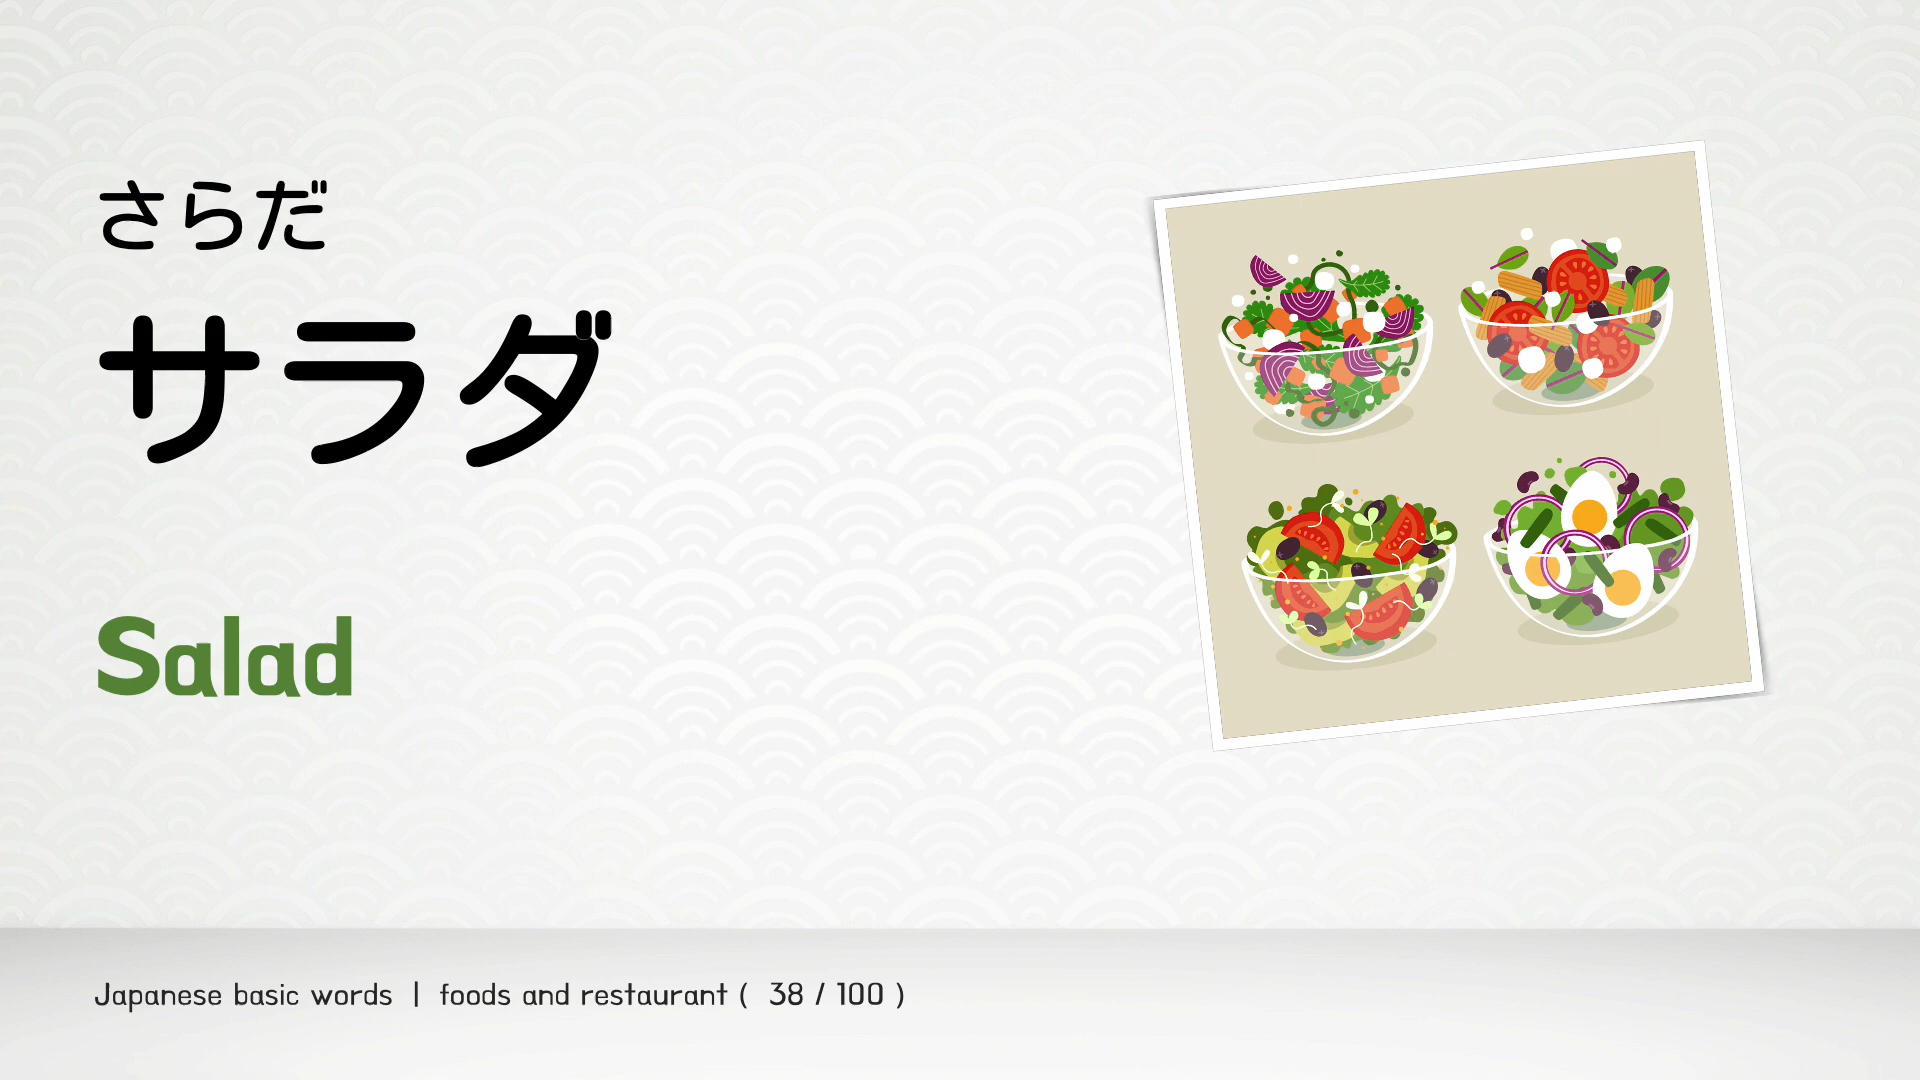 さらだ
サラダ
Salad
Japanese basic words | foods and restaurant ( 38 / 100 )